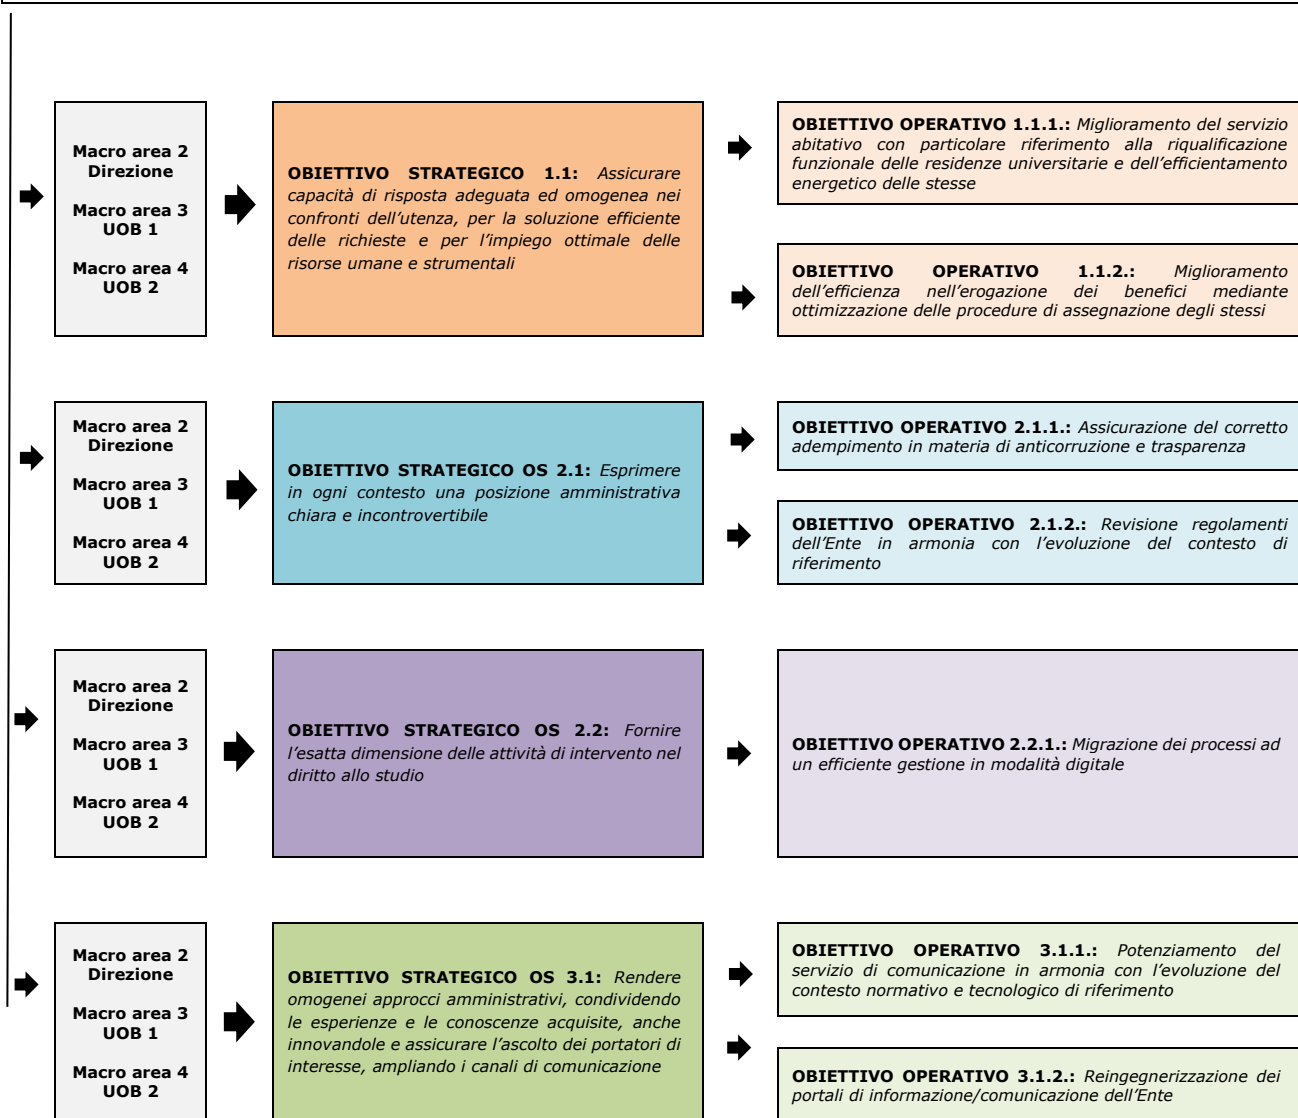 Macro area 2
Direzione
Macro area 3
UOB 1
Macro area 4
UOB 2
OBIETTIVO STRATEGICO 1.1: Assicurare
capacità di risposta adeguata ed omogenea nei
confronti dell’utenza, per la soluzione efficiente
delle richieste e per l’impiego ottimale delle
risorse umane e strumentali
OBIETTIVO OPERATIVO 1.1.1.: Miglioramento del servizio
abitativo con particolare riferimento alla riqualificazione
funzionale delle residenze universitarie e dell’efficientamento
energetico delle stesse
OBIETTIVO OPERATIVO 1.1.2.: Miglioramento
dell’efficienza nell’erogazione dei benefici mediante
ottimizzazione delle procedure di assegnazione degli stessi
Macro area 2
Direzione
Macro area 3
UOB 1
Macro area 4
UOB 2
OBIETTIVO STRATEGICO OS 2.1: Esprimere
in ogni contesto una posizione amministrativa
chiara e incontrovertibile
OBIETTIVO OPERATIVO 2.1.1.: Assicurazione del corretto
adempimento in materia di anticorruzione e trasparenza
OBIETTIVO OPERATIVO 2.1.2.: Revisione regolamenti
dell’Ente in armonia con l’evoluzione del contesto di
riferimento
Macro area 2
Direzione
Macro area 3
UOB 1
Macro area 4
UOB 2
OBIETTIVO STRATEGICO OS 2.2: Fornire
l’esatta dimensione delle attività di intervento nel
diritto allo studio
OBIETTIVO OPERATIVO 2.2.1.: Migrazione dei processi ad
un efficiente gestione in modalità digitale
Macro area 2
Direzione
Macro area 3
UOB 1
Macro area 4
UOB 2
OBIETTIVO STRATEGICO OS 3.1: Rendere
omogenei approcci amministrativi, condividendo
le esperienze e le conoscenze acquisite, anche
innovandole e assicurare l’ascolto dei portatori di
interesse, ampliando i canali di comunicazione
OBIETTIVO OPERATIVO 3.1.1.: Potenziamento del
servizio di comunicazione in armonia con l’evoluzione del
contesto normativo e tecnologico di riferimento
OBIETTIVO OPERATIVO 3.1.2.: Reingegnerizzazione dei
portali di informazione/comunicazione dell’Ente